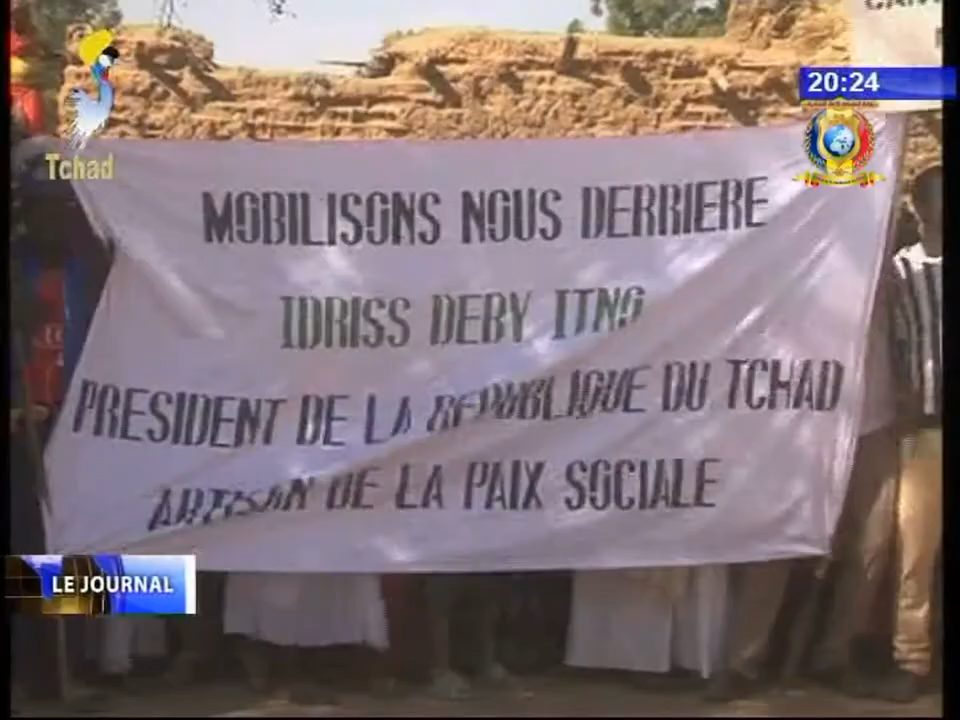 20:24
Tchad
MOBILISONS NOUS DERRIERE
IDRISS DEBY ITNO
PRESIDENT DE LA REPUBLIQUE DU TCHAD
ARTISAN DE LA PAIX SOCIALE
LE JOURNAL